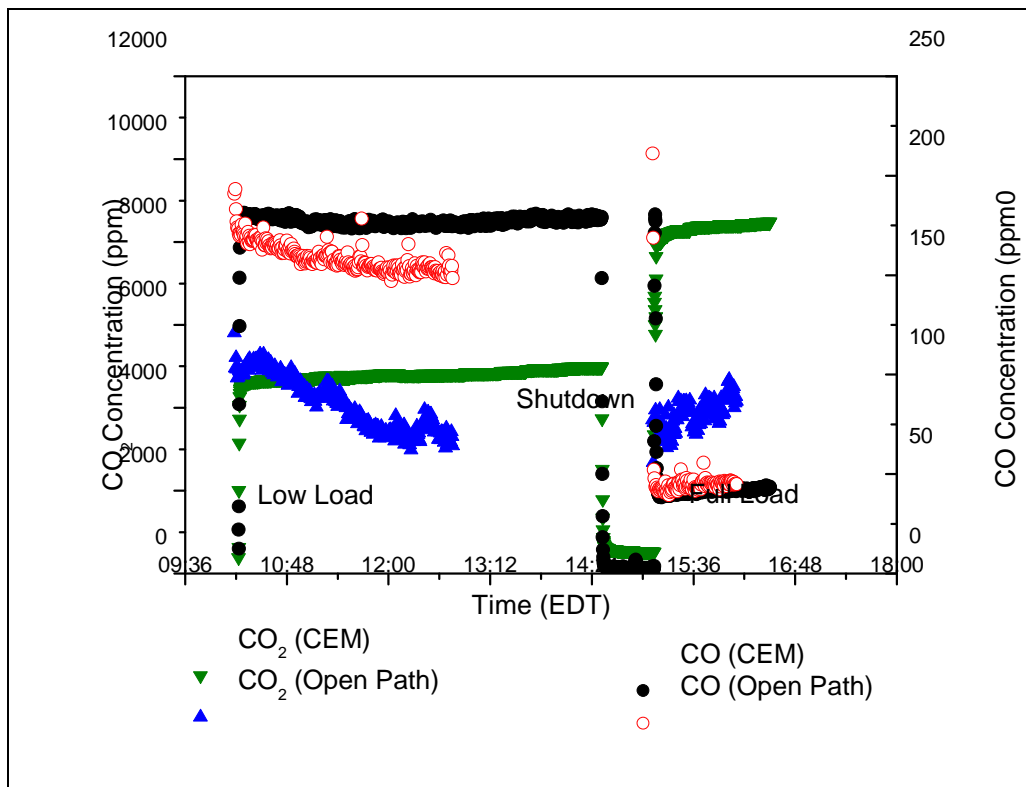 12000
10000
8000
6000
4000
2000
0
CO2 Concentration (ppm)
250
200
150
100
50
0
CO Concentration (ppm0
Shutdown
Low Load
Full Load
09:36 10:48 12:00 13:12 14:24 15:36 16:48 18:00
Time (EDT)
CO2 (CEM)
CO2 (Open Path)
CO (CEM)
CO (Open Path)